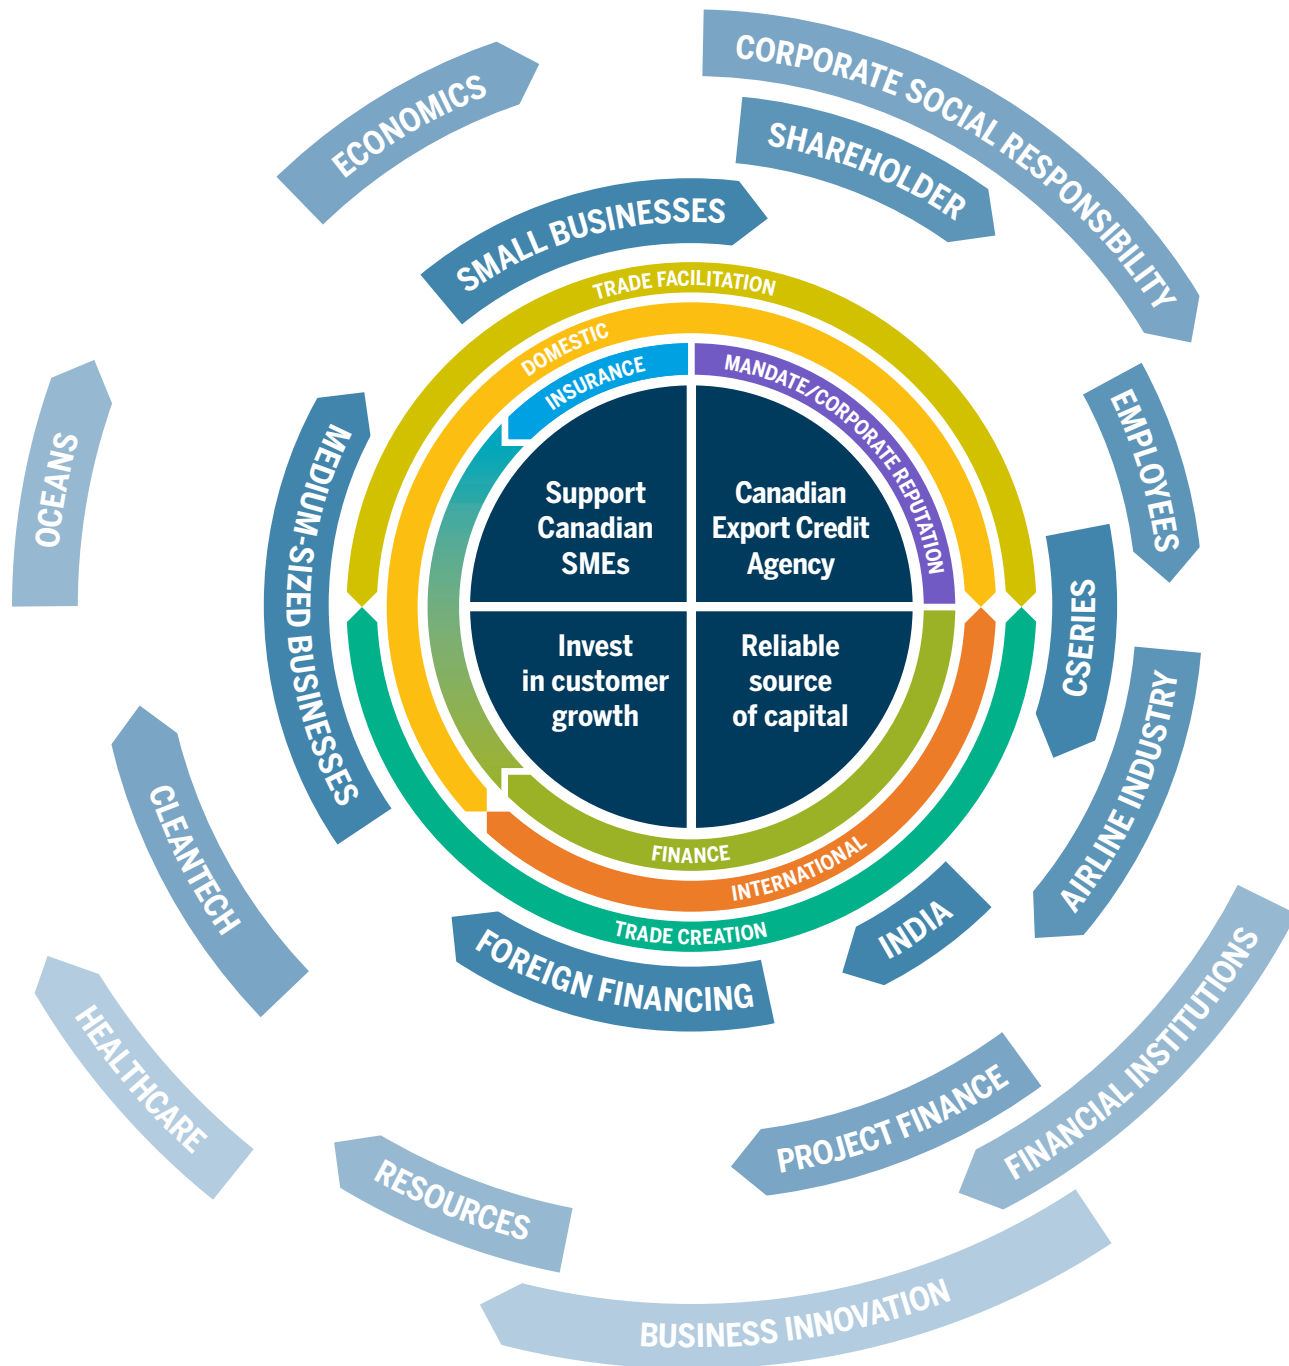 CORPORATE SOCIAL RESPONSIBILITY
ECONOMICS
SHAREHOLDER
SMALL BUSINESSES
TRADE FACILITATION
DOMESTIC
INSURANCE
MANDATE/CORPORATE REPUTATION
EMPLOYEES
OCEANS
MEDIUM-SIZED BUSINESSES
Support
Canadian
SMEs
Canadian
Export Credit
Agency
CSERIES
Invest
in customer
growth
Reliable
source
of capital
AIRLINE INDUSTRY
CLEANTECH
FINANCE
INTERNATIONAL
TRADE CREATION
INDIA
FOREIGN FINANCING
FINANCIAL INSTITUTIONS
HEALTHCARE
PROJECT FINANCE
RESOURCES
BUSINESS INNOVATION